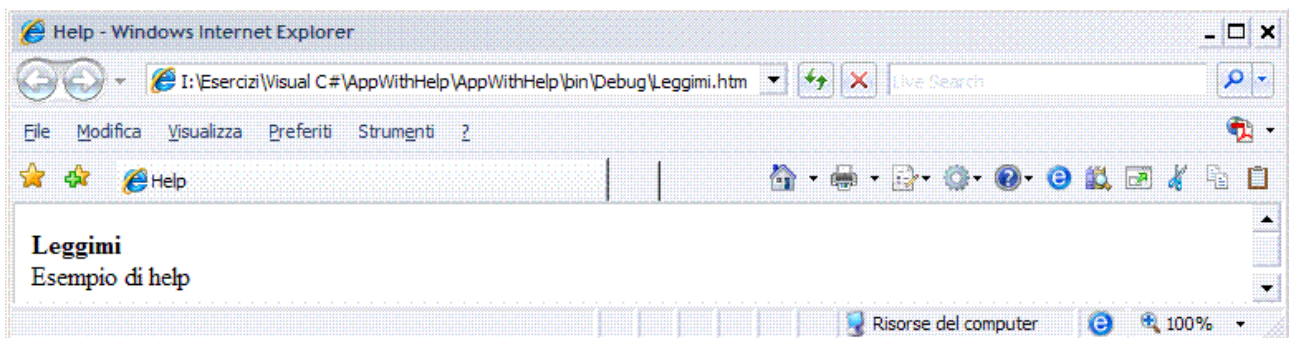 Help - Windows Internet Explorer
I:\Esercizi\Visual C#\AppWithHelp\AppWithHelp\bin\Debug\Leggimi.htm
Live Search
File Modifica Visualizza Preferiti Strumenti ?
Help
Leggimi
Esempio di help
Risorse del computer 100%